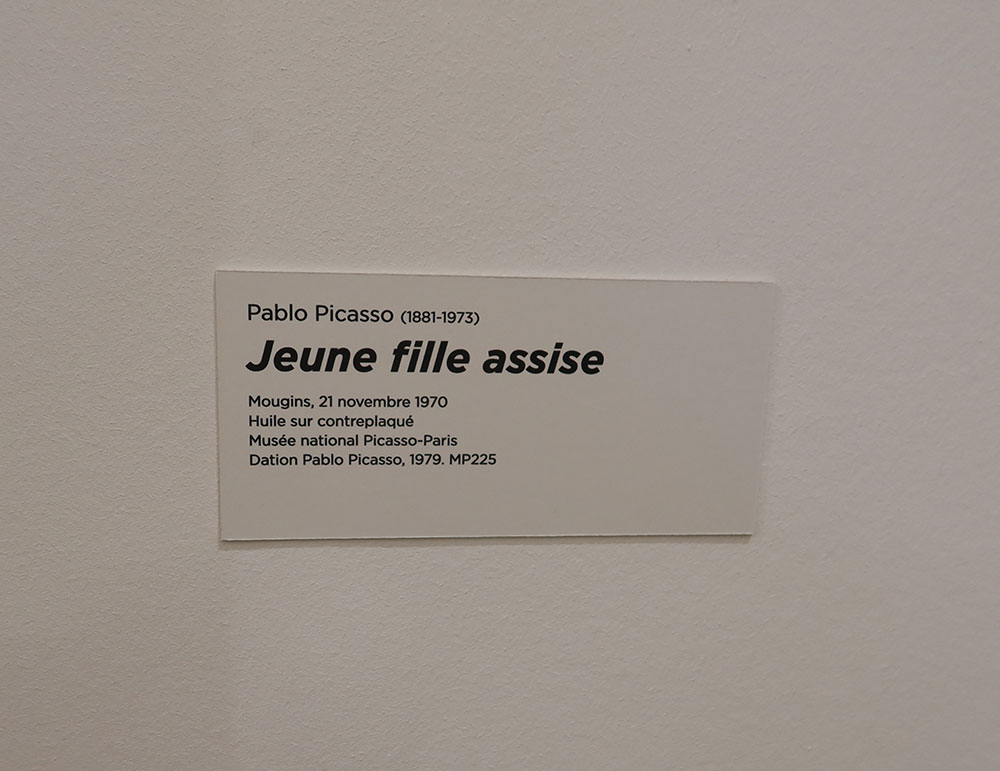 Pablo Picasso (1881-1973)
Jeune fille assise
Mougins, 21 novembre 1970
Huile sur contreplaqué
Musée national Picasso-Paris
Dation Pablo Picasso, 1979. MP225